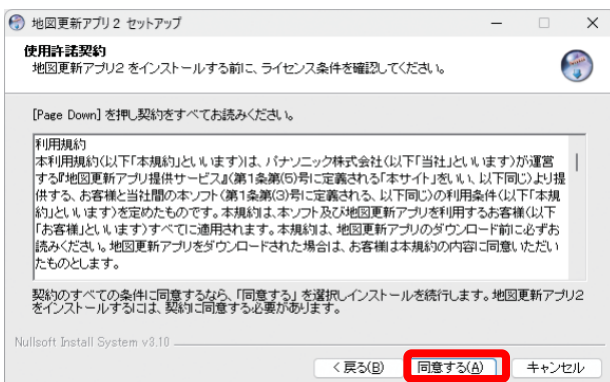 地図更新アプリ2 セットアップ
使用許諾契約
地図更新アプリ2 をインストールする前に、ライセンス条件を確認してください。
[Page Down] を押し契約をすべてお読みください。
利用規約
本利用規約(以下「本規約」といいます)は、パナソニック株式会社(以下「当社」といいます)が運営
する『地図更新アプリ提供サービス』(第1条第(5)号に定義される「本サイト」をいい、以下同じ)より提
供する、お客様と当社間の本ソフト(第1条第(3)号に定義される、以下同じ)の利用条件(以下「本規
約」といいます)を定めたものです。本規約は、本ソフト及び地図更新アプリを利用するお客様(以下
「お客様」といいます)すべてに適用されます。本規約は、地図更新アプリのダウンロード前に必ずお
読みください。地図更新アプリをダウンロードされた場合は、お客様は本規約の内容に同意いただい
たものとします。
契約のすべての条件に同意するなら、「同意する」 を選択しインストールを続行します。地図更新アプリ2
をインストールするには、契約に同意する必要があります。
Nullsoft Install System v3.10
< 戻る(B)
同意する(A)
キャンセル